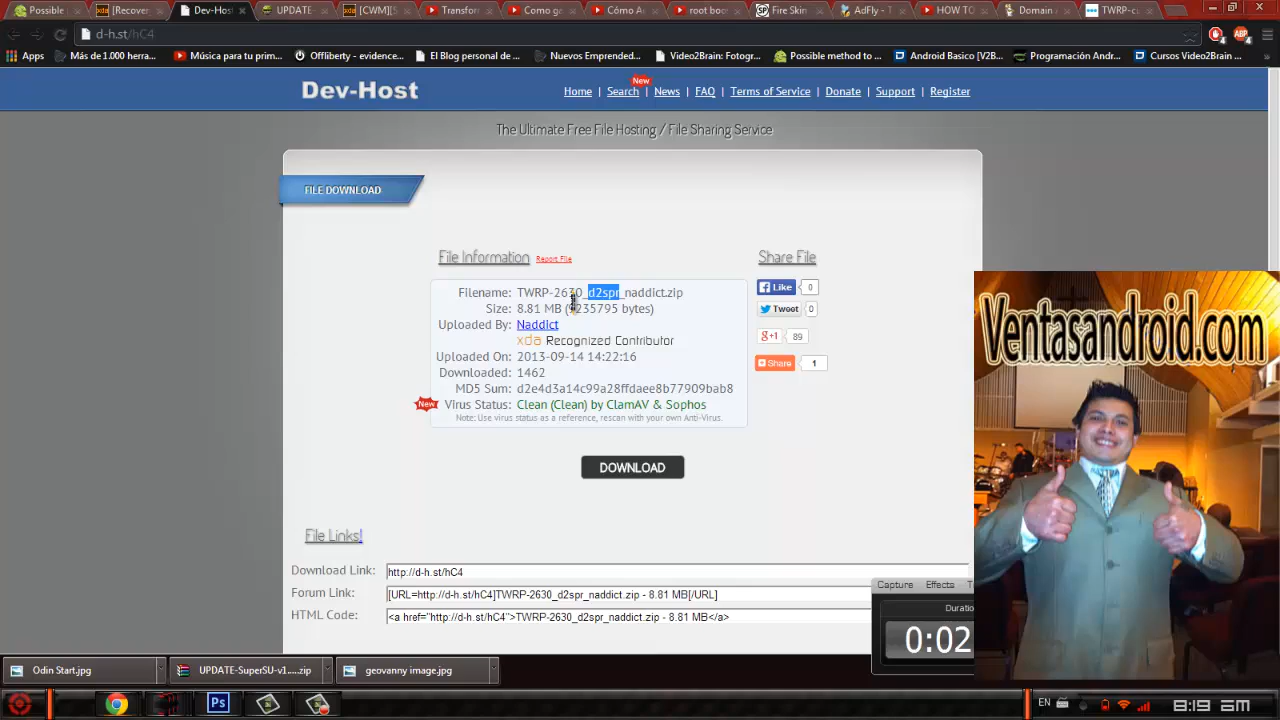 Possible
[Recover
Dev-Host
UPDATE-
[CWM][S
Transfor
Como ga
Cómo A
root boo
Fire Skin
AdFly - T
HOW TO
Domain
TWRP-c
d-h.st/hC4
Apps
Más de 1.000 herra...
Música para tu prim...
Offliberty - evidence...
El Blog personal de ...
Nuevos Emprended...
Video2Brain: Fotogr...
Possible method to ...
Android Basico [V2B...
Programación Andr...
Cursos Video2Brain ...
Dev-Host
New
Home | Search | News | FAQ | Terms of Service | Donate | Support | Register
The Ultimate Free File Hosting / File Sharing Service
FILE DOWNLOAD
File Information Report File
Share File
Filename: TWRP-2630_d2spr_naddict.zip
Size: 8.81 MB (9235795 bytes)
Uploaded By: Naddict
xda Recognized Contributor
Uploaded On: 2013-09-14 14:22:16
Downloaded: 1462
MD5 Sum: d2e4d3a14c99a28ffdaee8b77909bab8
New Virus Status: Clean (Clean) by ClamAV & Sophos
Note: Use virus status as a reference, rescan with your own Anti-Virus.
Like 0
Tweet 0
g+1 89
Share 1
Ventasandroid.com
DOWNLOAD
File Links!
Download Link: http://d-h.st/hC4
Forum Link: [URL=http://d-h.st/hC4]TWRP-2630_d2spr_naddict.zip - 8.81 MB[/URL]
HTML Code: <a href="http://d-h.st/hC4">TWRP-2630_d2spr_naddict.zip - 8.81 MB</a>
Capture Effects T
Duratio
0:02
Odin Start.jpg
UPDATE-SuperSU-v1....zip
geovanny image.jpg
Ps
EN
8:19 AM